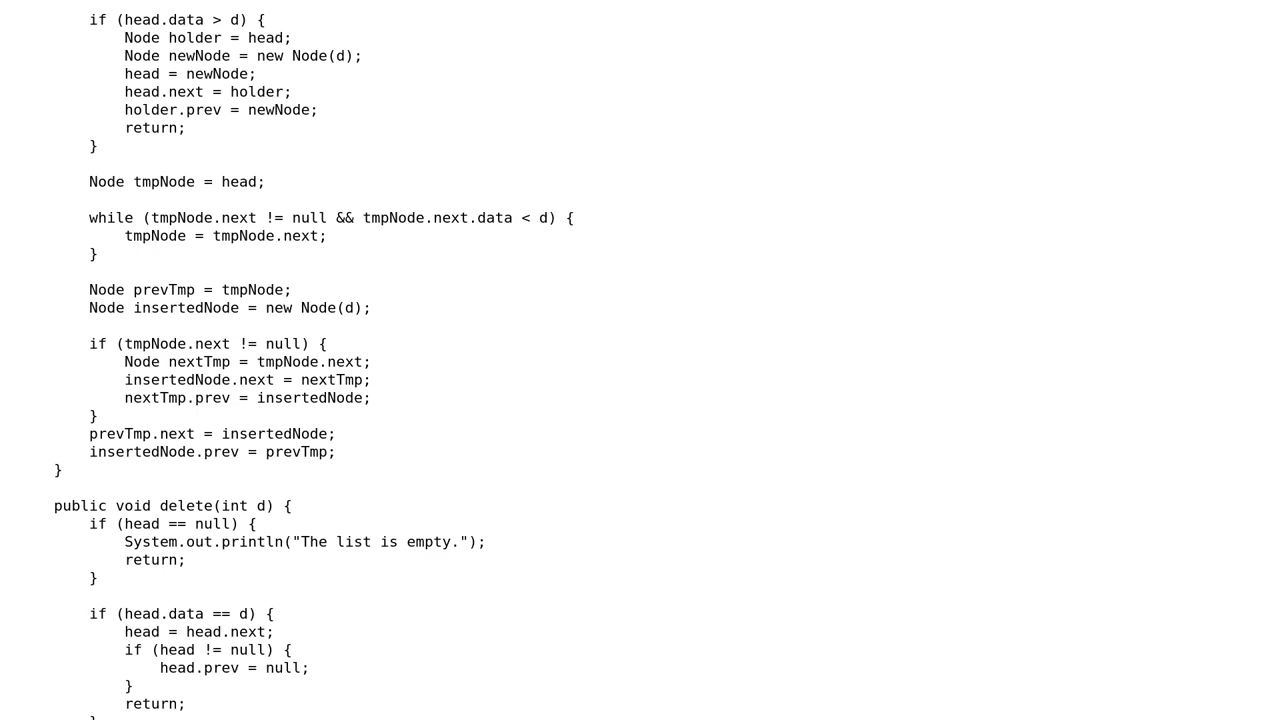 if (head.data > d) {
Node holder = head;
Node newNode = new Node(d);
head = newNode;
head.next = holder;
holder.prev = newNode;
return;
}
Node tmpNode = head;
while (tmpNode.next != null && tmpNode.next.data < d) {
tmpNode = tmpNode.next;
}
Node prevTmp = tmpNode;
Node insertedNode = new Node(d);
if (tmpNode.next != null) {
Node nextTmp = tmpNode.next;
insertedNode.next = nextTmp;
nextTmp.prev = insertedNode;
}
prevTmp.next = insertedNode;
insertedNode.prev = prevTmp;
}
public void delete(int d) {
if (head == null) {
System.out.println("The list is empty.");
return;
}
if (head.data == d) {
head = head.next;
if (head != null) {
head.prev = null;
}
return;
}